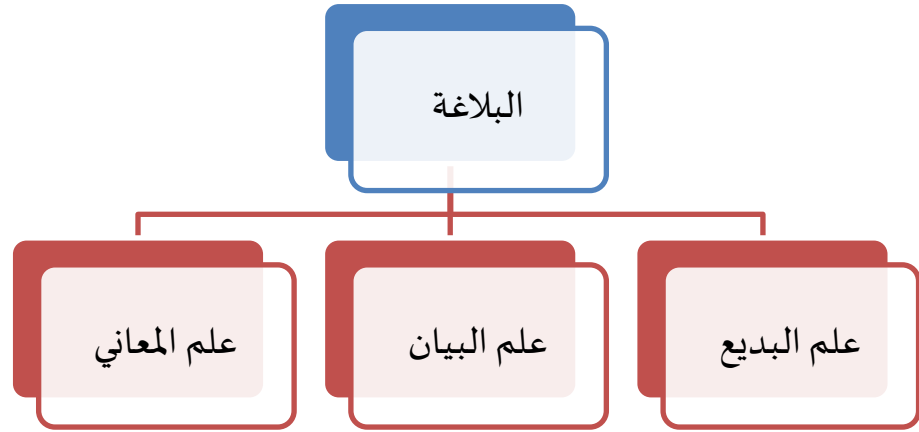 البلاغة
علم البديع
علم البيان
علم المعاني